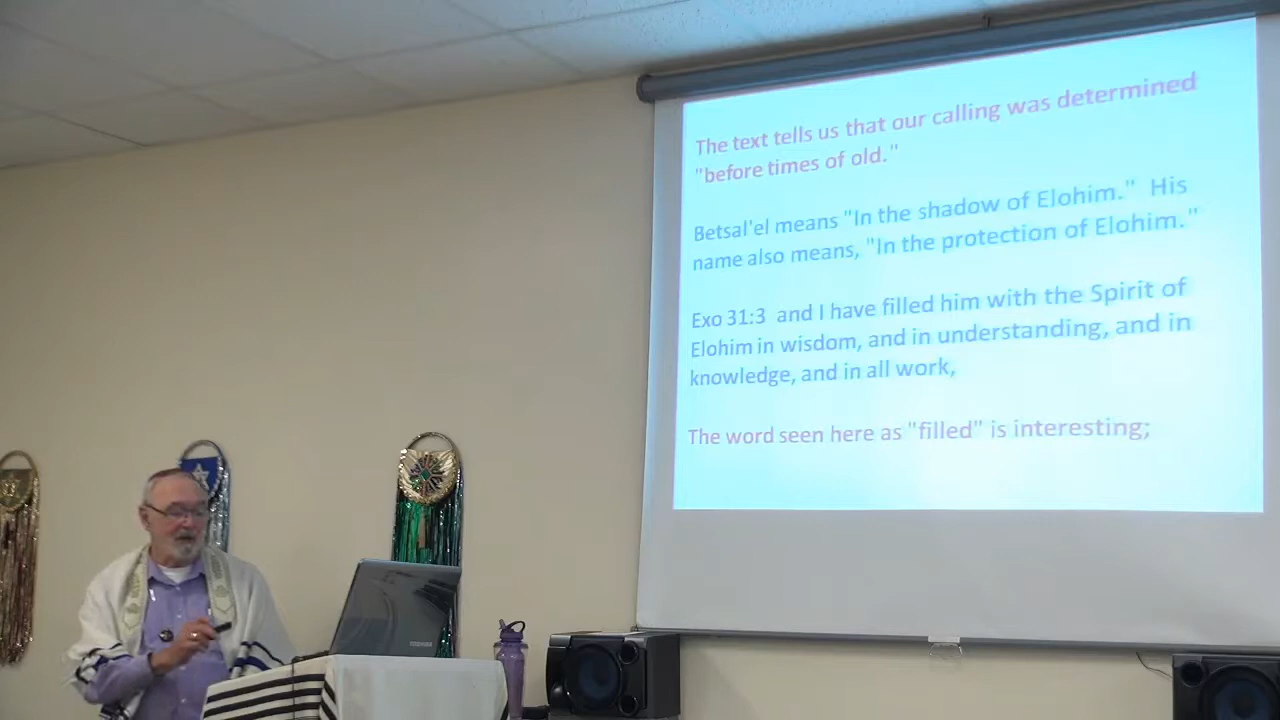 The text tells us that our calling was determined
"before times of old."
Betsal'el means "In the shadow of Elohim."  His
name also means, "In the protection of Elohim."
Exo 31:3  and I have filled him with the Spirit of
Elohim in wisdom, and in understanding, and in
knowledge, and in all work,
The word seen here as "filled" is interesting;
TOSHIBA